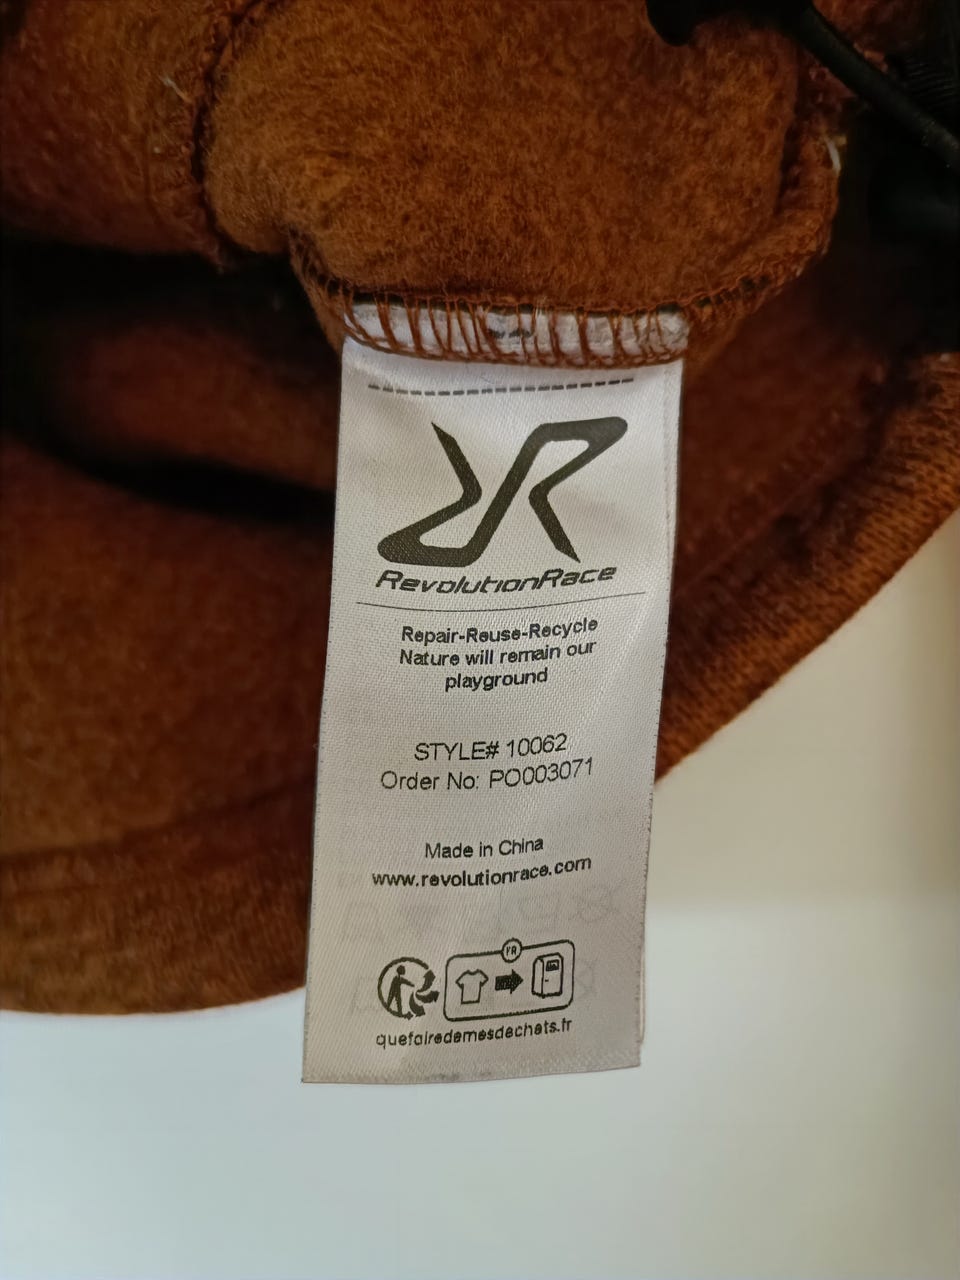 RevolutionRace
Repair-Reuse-Recycle
Nature will remain our
playground
STYLE# 10062
Order No: PO003071
Made in China
www.revolutionrace.com
FR
quefairedemesdechets.fr